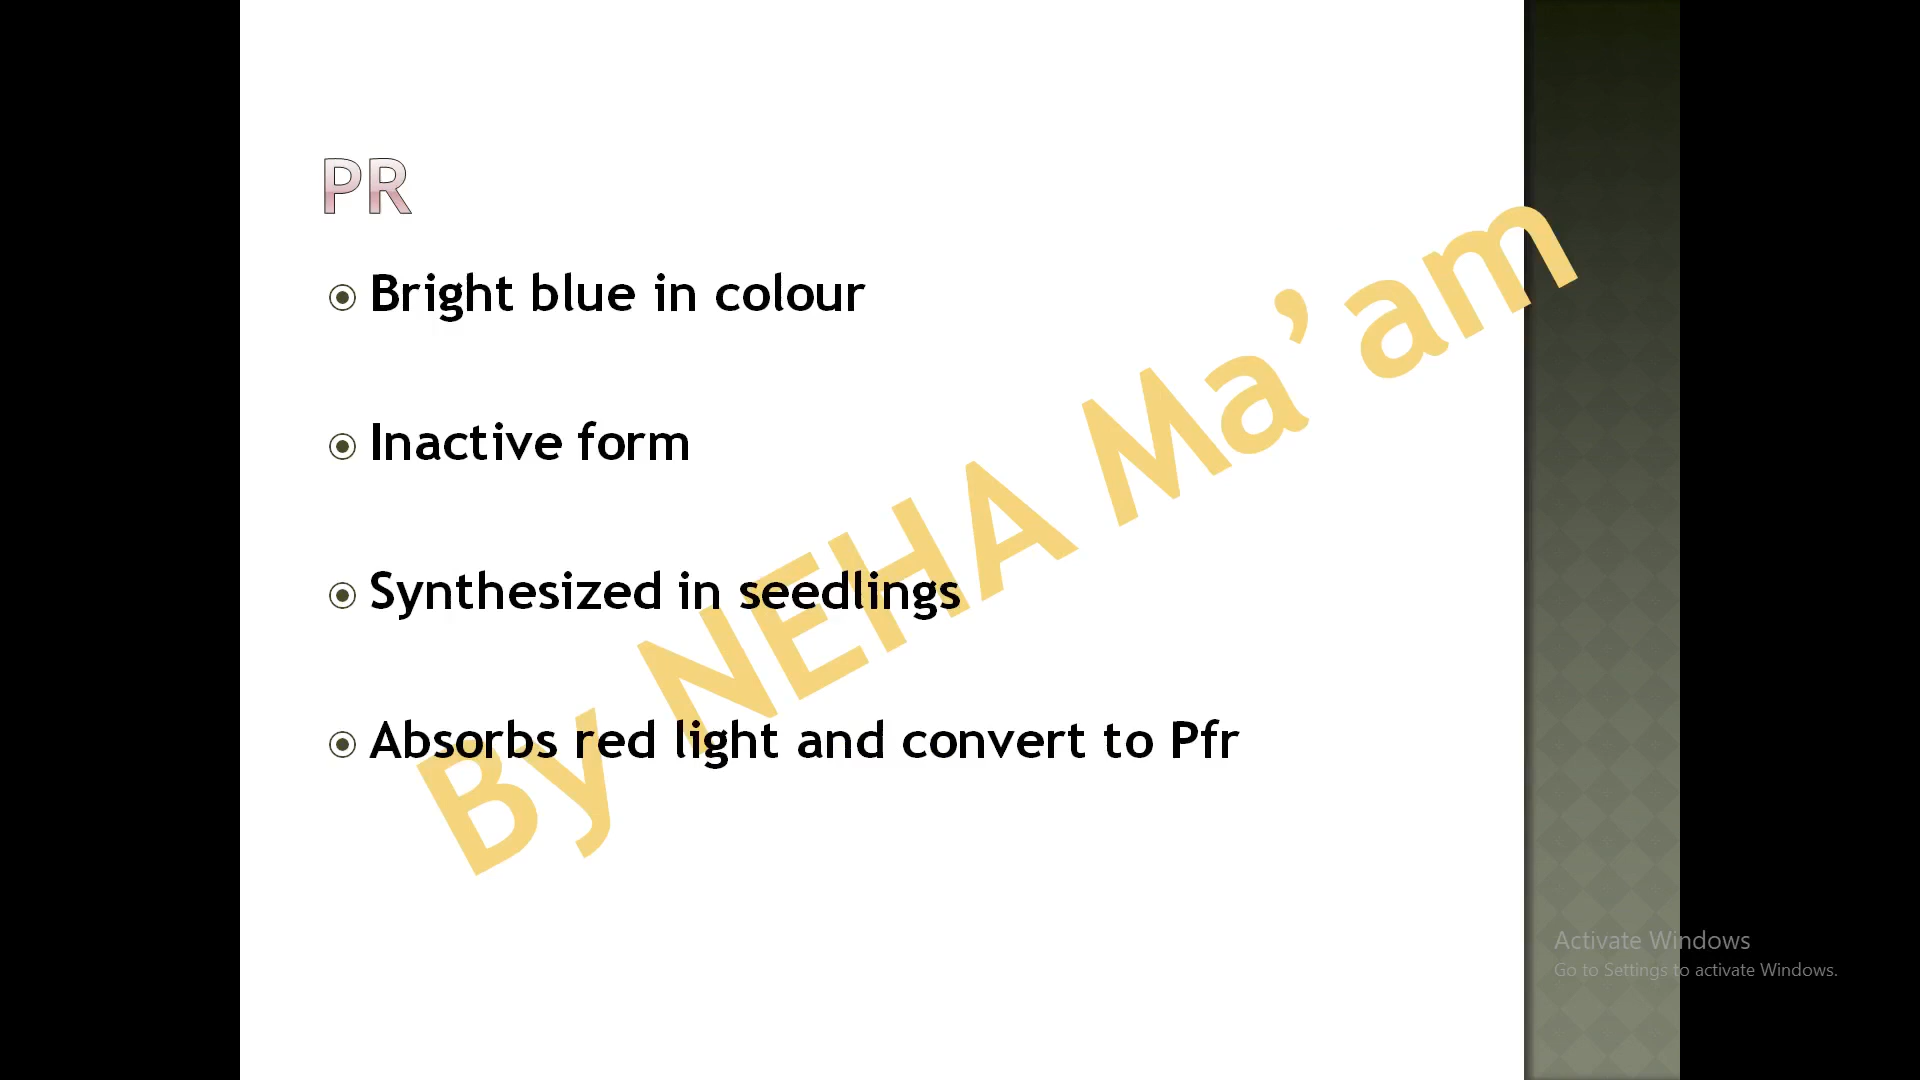 PR
Bright blue in colour
Inactive form
Synthesized in seedlings
Absorbs red light and convert to Pfr
By NEHA Ma’am
Activate Windows
Go to Settings to activate Windows.